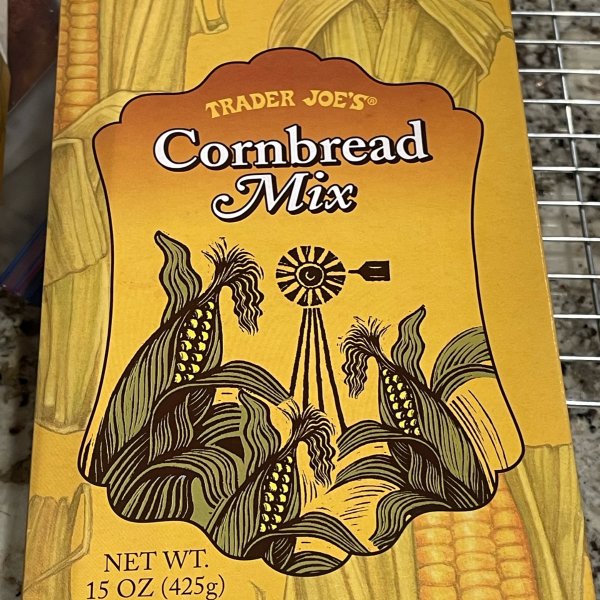 TRADER JOE'S®
Cornbread
Mix
NET WT.
15 OZ (425g)